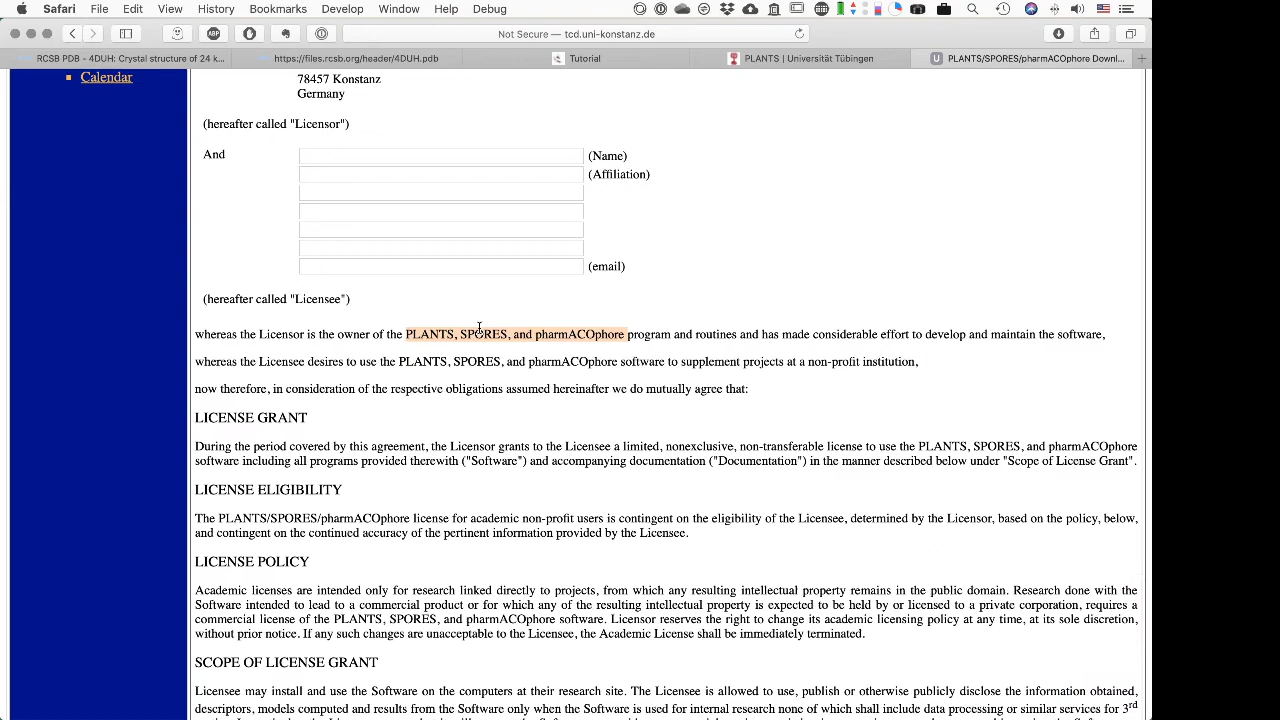 Safari File Edit View History Bookmarks Develop Window Help Debug
Not Secure — tcd.uni-konstanz.de
RCSB PDB - 4DUH: Crystal structure of 24 k... https://files.rcsb.org/header/4DUH.pdb Tutorial PLANTS | Universität Tübingen PLANTS/SPORES/pharmACOphore Downl...
ABP
Calendar
78457 Konstanz
Germany
(hereafter called "Licensor")
And (Name)
(Affiliation)
(email)
(hereafter called "Licensee")
whereas the Licensor is the owner of the PLANTS, SPORES, and pharmACOphore program and routines and has made considerable effort to develop and maintain the software,
whereas the Licensee desires to use the PLANTS, SPORES, and pharmACOphore software to supplement projects at a non-profit institution,
now therefore, in consideration of the respective obligations assumed hereinafter we do mutually agree that:
LICENSE GRANT
During the period covered by this agreement, the Licensor grants to the Licensee a limited, nonexclusive, non-transferable license to use the PLANTS, SPORES, and pharmACOphore
software including all programs provided therewith ("Software") and accompanying documentation ("Documentation") in the manner described below under "Scope of License Grant".
LICENSE ELIGIBILITY
The PLANTS/SPORES/pharmACOphore license for academic non-profit users is contingent on the eligibility of the Licensee, determined by the Licensor, based on the policy, below,
and contingent on the continued accuracy of the pertinent information provided by the Licensee.
LICENSE POLICY
Academic licenses are intended only for research linked directly to projects, from which any resulting intellectual property remains in the public domain. Research done with the
Software intended to lead to a commercial product or for which any of the resulting intellectual property is expected to be held by or licensed to a private corporation, requires a
commercial license of the PLANTS, SPORES, and pharmACOphore software. Licensor reserves the right to change its academic licensing policy at any time, at its sole discretion,
without prior notice. If any such changes are unacceptable to the Licensee, the Academic License shall be immediately terminated.
SCOPE OF LICENSE GRANT
Licensee may install and use the Software on the computers at their research site. The Licensee is allowed to use, publish or otherwise publicly disclose the information obtained,
descriptors, models computed and results from the Software only when the Software is used for internal research none of which shall include data processing or similar services for 3rd